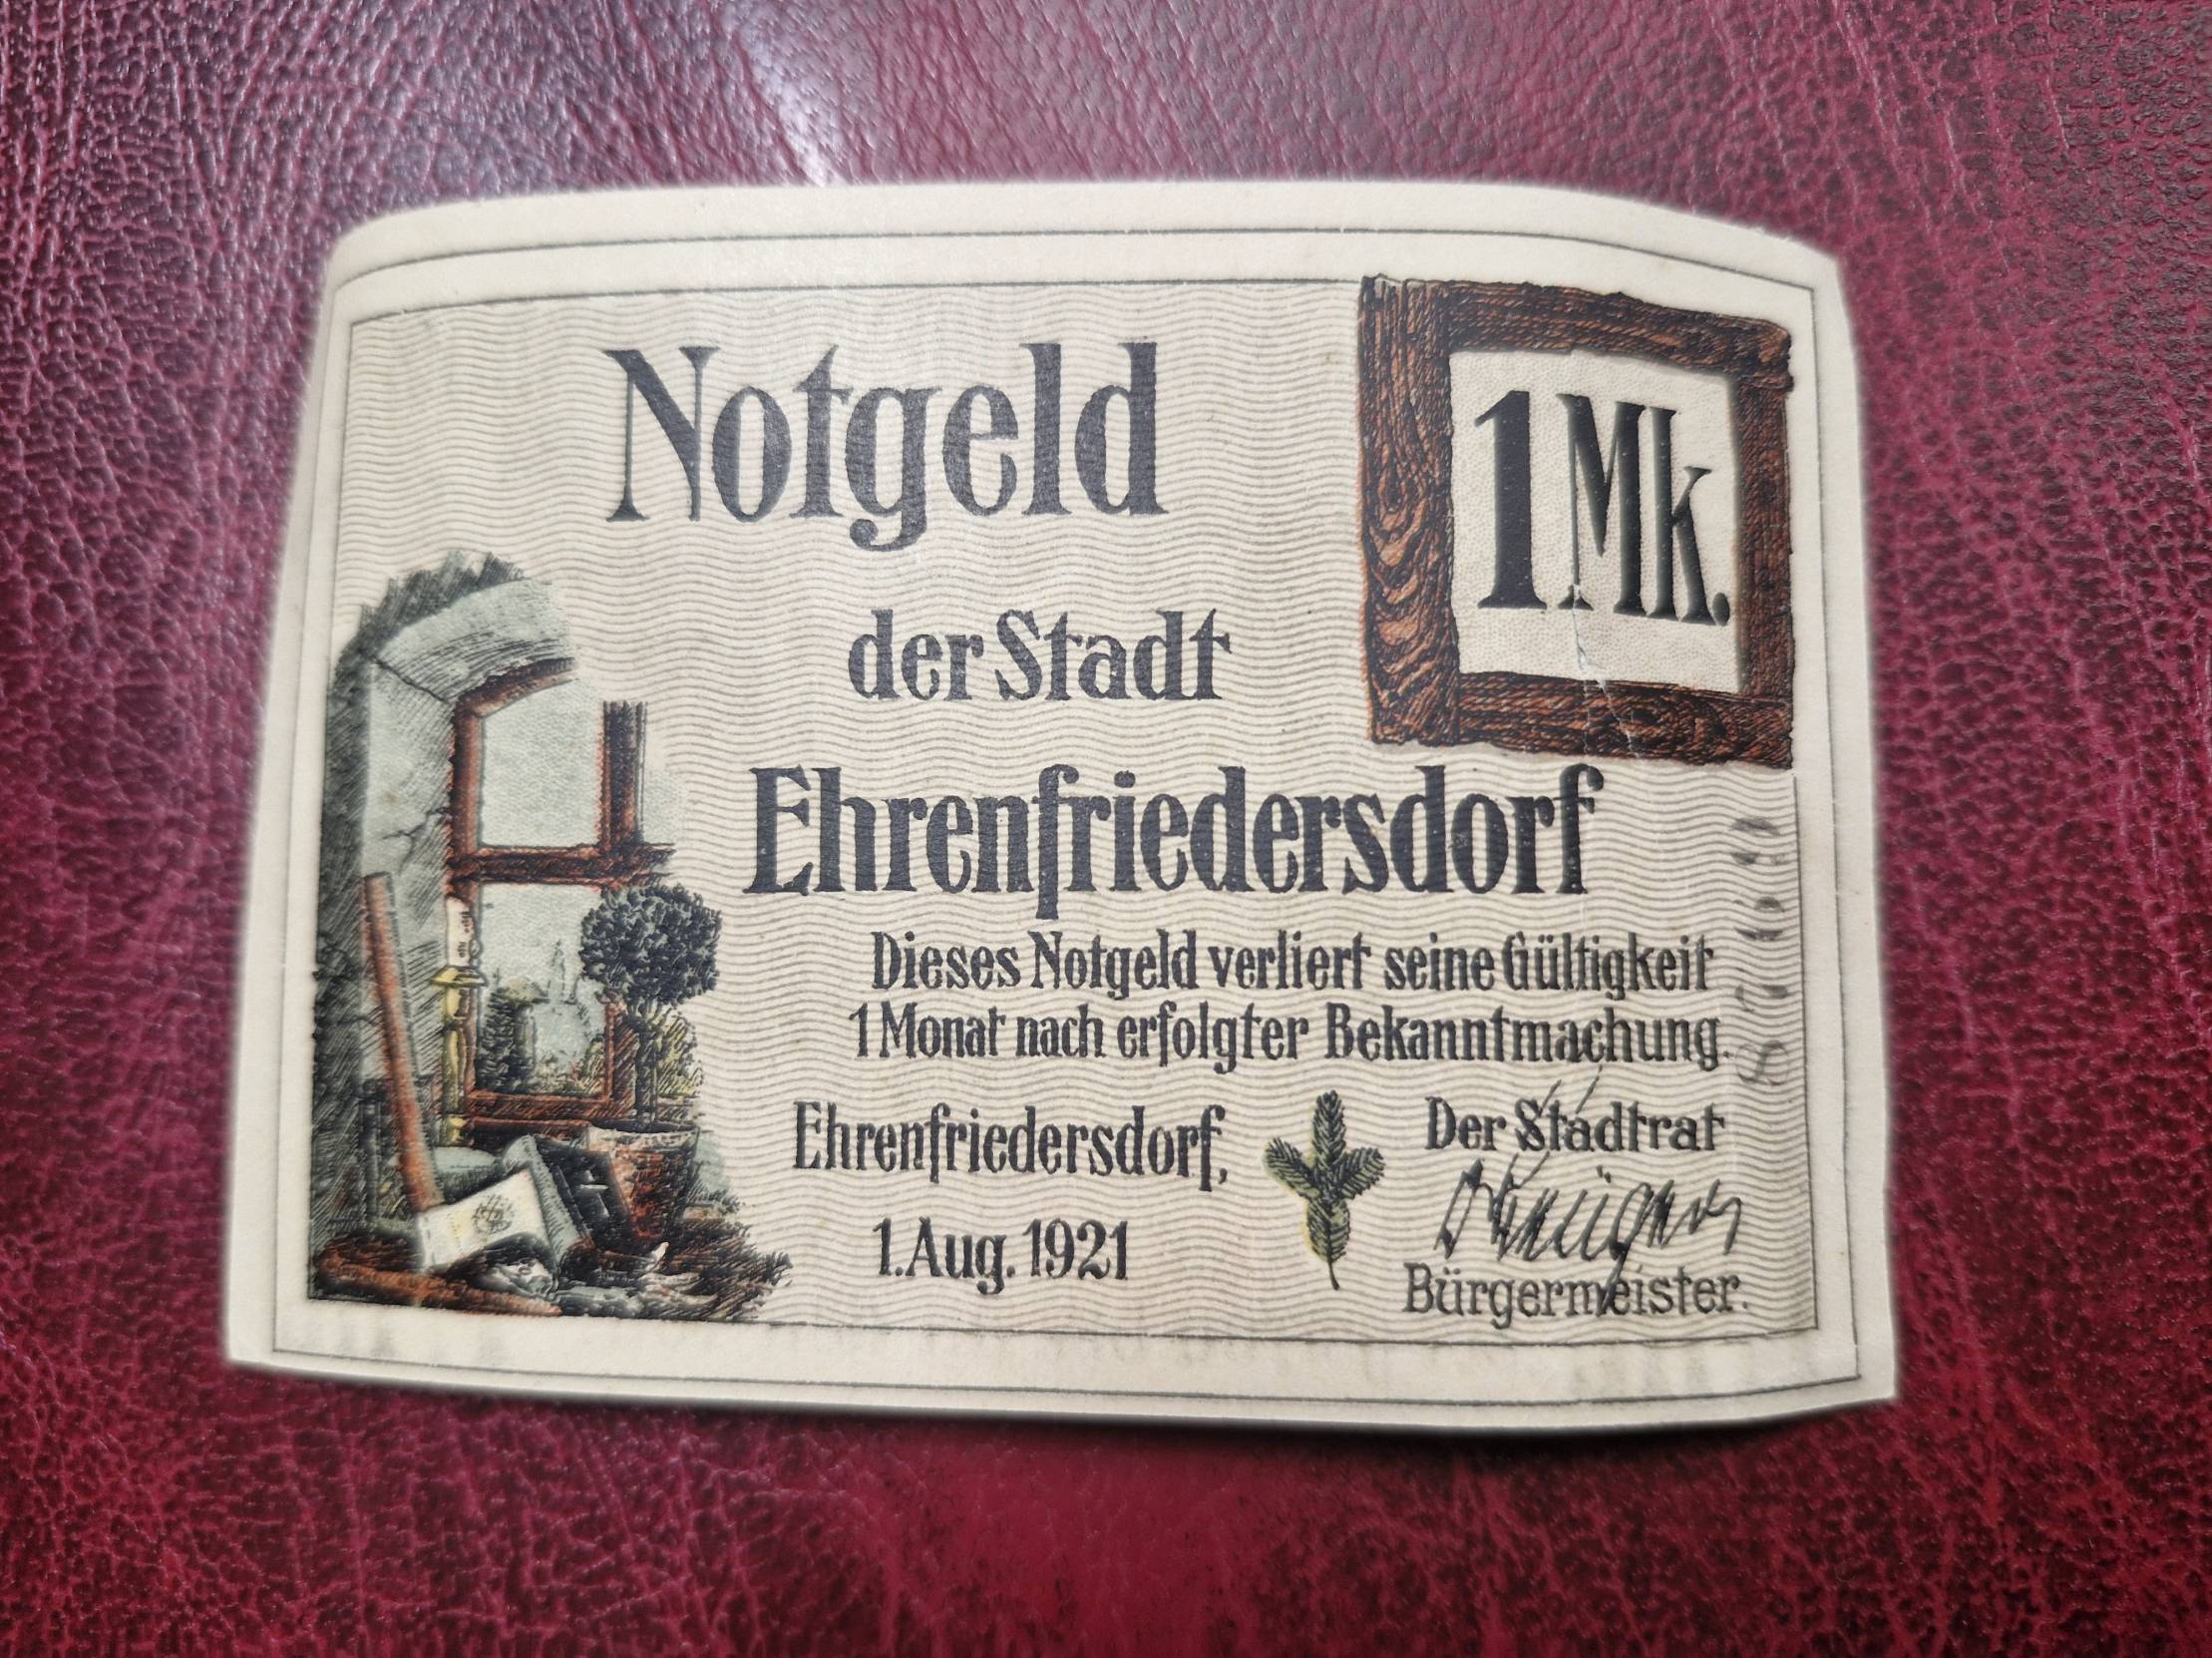 Notgeld
1 Mk.
der Stadt
Ehrenfriedersdorf
Dieses Notgeld verliert seine Gültigkeit
1 Monat nach erfolgter Bekanntmachung.
Ehrenfriedersdorf,
1. Aug. 1921
Der Stadtrat
Bürgermeister.